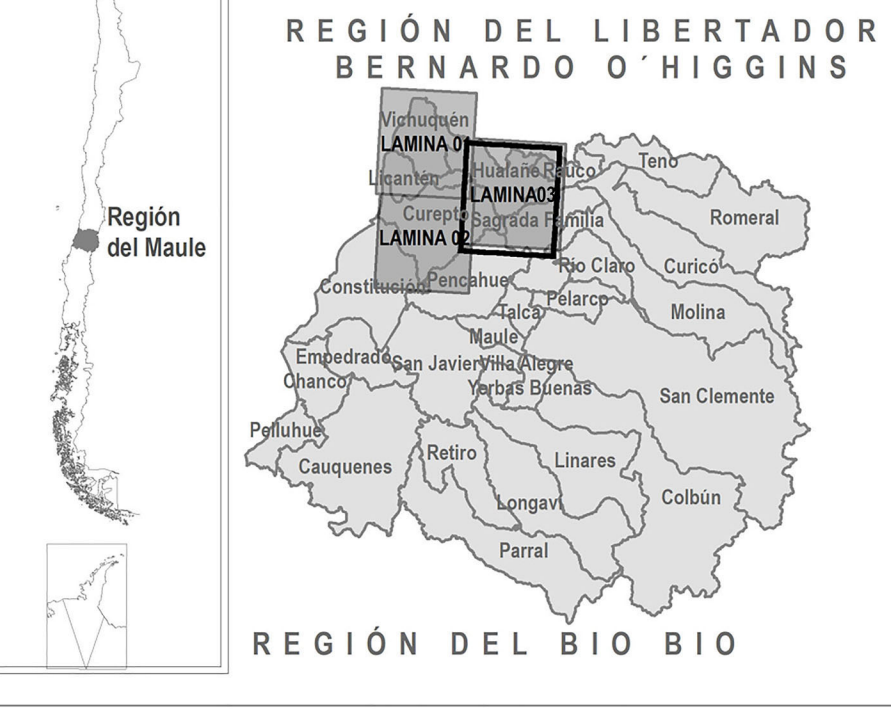 REGIÓN DEL LIBERTADOR
BERNARDO O´HIGGINS
Región
del Maule
Vichuquén
LAMINA 01
Licantén
Hualañe Rauco
LAMINA03
Sagrada Familia
Curepto
LAMINA 02
Teno
Romeral
Constitución
Pencahue
Río Claro
Curicó
Pelarco
Molina
Talca
Maule
Empedrado
San Javier
Villa Alegre
Chanco
Yerbas Buenas
San Clemente
Pelluhue
Cauquenes
Retiro
Linares
Longaví
Colbún
Parral
REGIÓN DEL BIO BIO